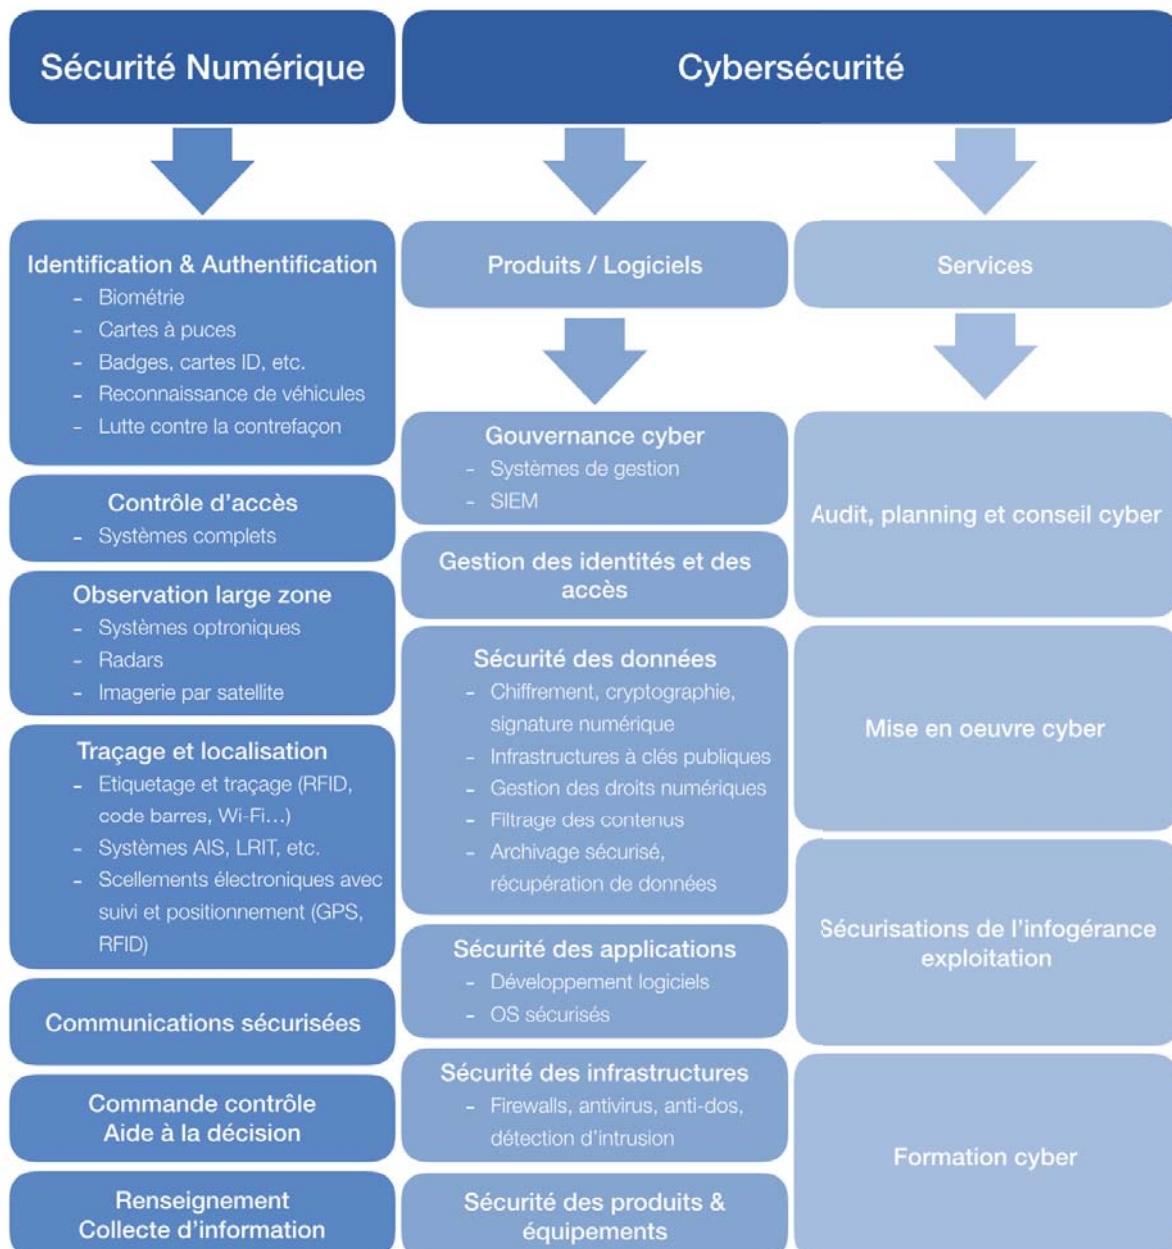 Sécurité Numérique
Cybersécurité
Identification & Authentification
- Biométrie
- Cartes à puces
- Badges, cartes ID, etc.
- Reconnaissance de véhicules
- Lutte contre la contrefaçon
Contrôle d'accès
- Systèmes complets
Observation large zone
- Systèmes optroniques
- Radars
- Imagerie par satellite
Traçage et localisation
- Etiquetage et traçage (RFID,
code barres, Wi-Fi...)
- Systèmes AIS, LRIT, etc.
- Scellements électroniques avec
suivi et positionnement (GPS,
RFID)
Communications sécurisées
Commande contrôle
Aide à la décision
Renseignement
Collecte d'information
Produits / Logiciels
Gouvernance cyber
- Systèmes de gestion
- SIEM
Gestion des identités et des
accès
Sécurité des données
- Chiffrement, cryptographie,
signature numérique
- Infrastructures à clés publiques
- Gestion des droits numériques
- Filtrage des contenus
- Archivage sécurisé,
récupération de données
Sécurité des applications
- Développement logiciels
- OS sécurisés
Sécurité des infrastructures
- Firewalls, antivirus, anti-dos,
détection d'intrusion
Sécurité des produits &
équipements
Services
Audit, planning et conseil cyber
Mise en oeuvre cyber
Sécurisations de l'infogérance
exploitation
Formation cyber